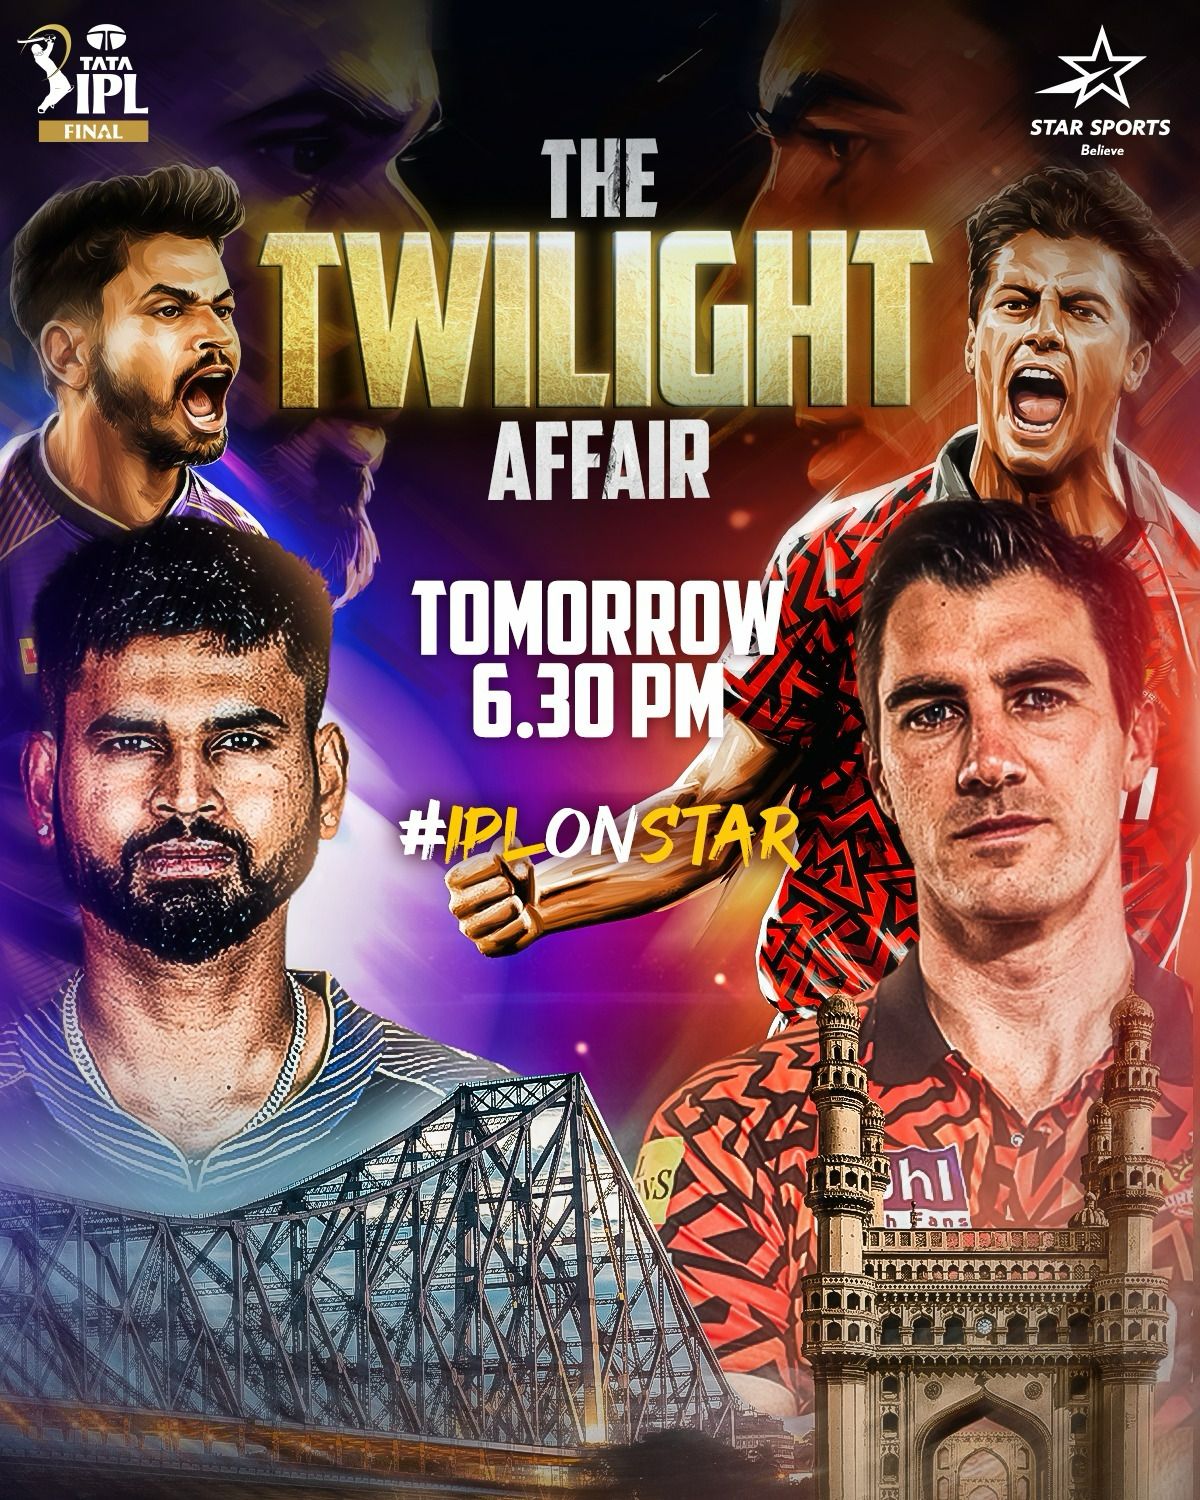 TATA
IPL
FINAL
STAR SPORTS
Believe
THE
TWILIGHT
AFFAIR
TOMORROW
6.30 PM
#IPLONSTAR